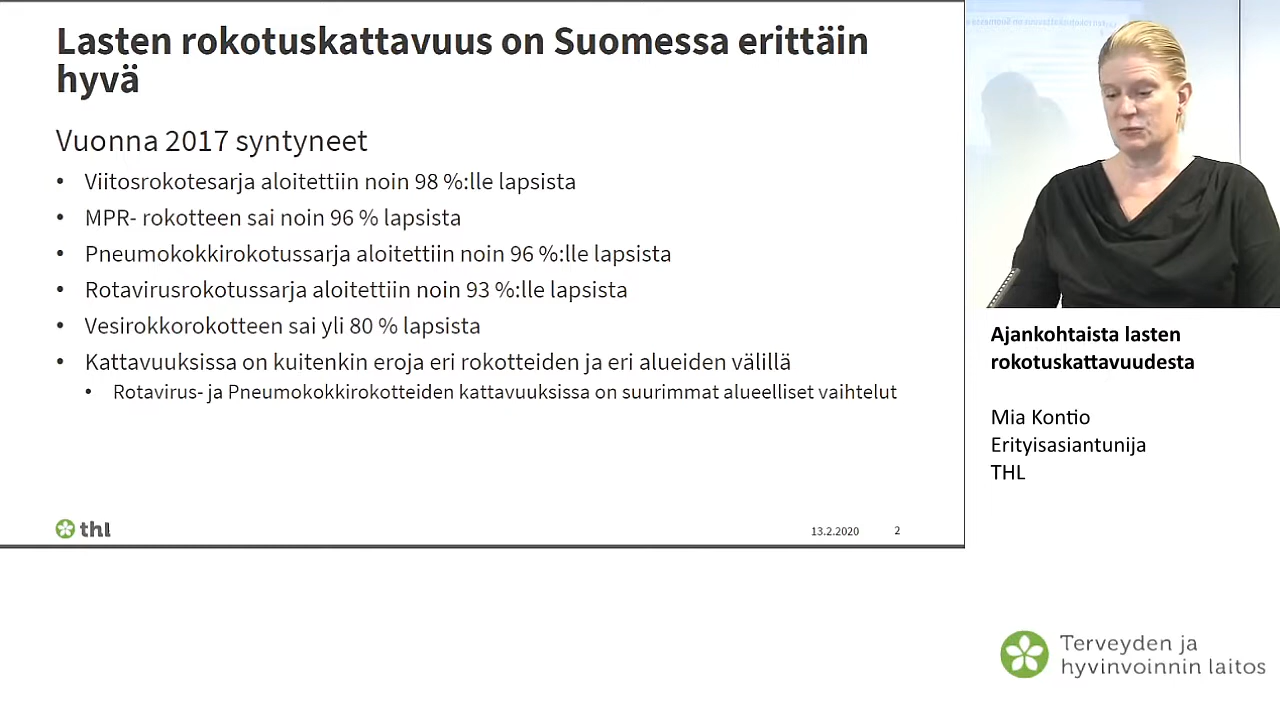 Lasten rokotuskattavuus on Suomessa erittäin
hyvä
Vuonna 2017 syntyneet
• Viitosrokotesarja aloitettiin noin 98 %:lle lapsista
• MPR- rokotteen sai noin 96 % lapsista
• Pneumokokkirokotussarja aloitettiin noin 96 %:lle lapsista
• Rotavirusrokotussarja aloitettiin noin 93 %:lle lapsista
• Vesirokkorokotteen sai yli 80 % lapsista
• Kattavuuksissa on kuitenkin eroja eri rokotteiden ja eri alueiden välillä
• Rotavirus- ja Pneumokokkirokotteiden kattavuuksissa on suurimmat alueelliset vaihtelut
thl
13.2.2020 2
Ajankohtaista lasten
rokotuskattavuudesta
Mia Kontio
Erityisasiantunija
THL
Terveyden ja
hyvinvoinnin laitos